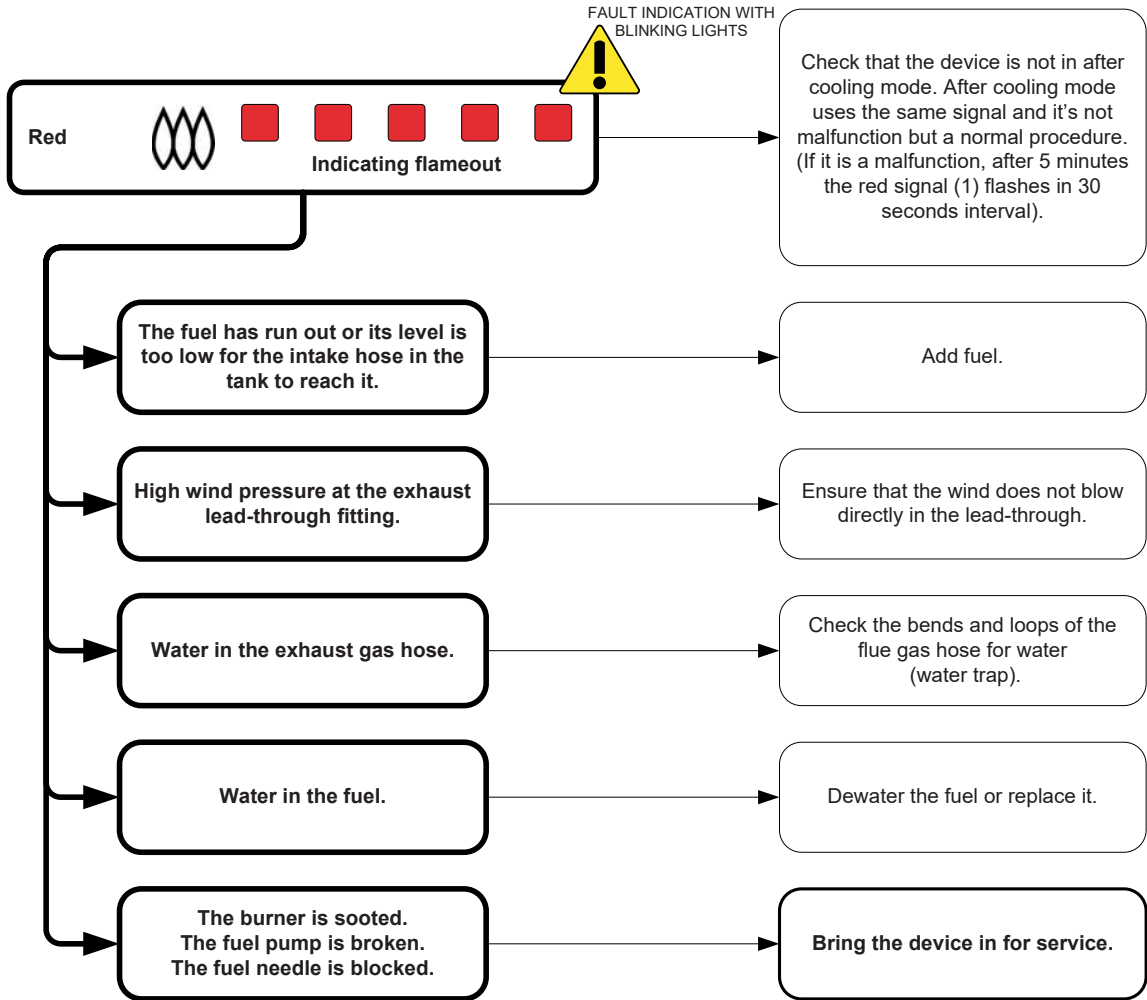 FAULT INDICATION WITH
BLINKING LIGHTS
Red
Indicating flameout
Check that the device is not in after
cooling mode. After cooling mode
uses the same signal and it’s not
malfunction but a normal procedure.
(If it is a malfunction, after 5 minutes
the red signal (1) flashes in 30
seconds interval).
The fuel has run out or its level is
too low for the intake hose in the
tank to reach it.
Add fuel.
High wind pressure at the exhaust
lead-through fitting.
Ensure that the wind does not blow
directly in the lead-through.
Water in the exhaust gas hose.
Check the bends and loops of the
flue gas hose for water
(water trap).
Water in the fuel.
Dewater the fuel or replace it.
The burner is sooted.
The fuel pump is broken.
The fuel needle is blocked.
Bring the device in for service.